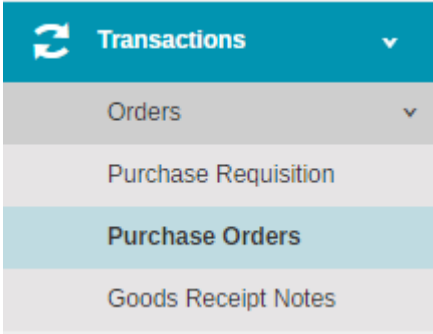 Transactions
Orders
Purchase Requisition
Purchase Orders
Goods Receipt Notes